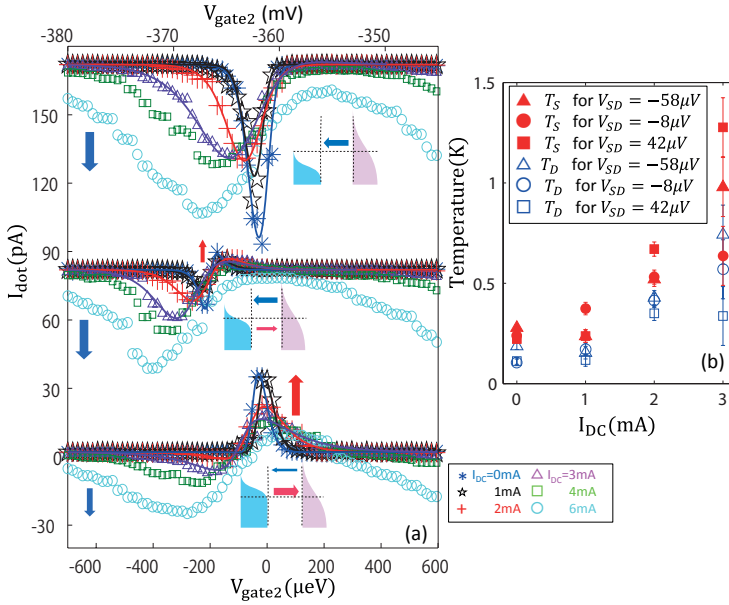 V_gate2 (mV)
-380 -370 -360 -350
150
120
90
60
30
0
-30
I_dot(pA)
-600 -400 -200 0 200 400 600
V_gate2(μeV)
(a)
1.5
1
0.5
0
Temperature(K)
T_S for V_SD = −58μV
T_S for V_SD = −8μV
T_S for V_SD = 42μV
T_D for V_SD = −58μV
T_D for V_SD = −8μV
T_D for V_SD = 42μV
(b)
0 1 2 3
I_DC(mA)
I_DC=0mA I_DC=3mA
1mA 4mA
2mA 6mA